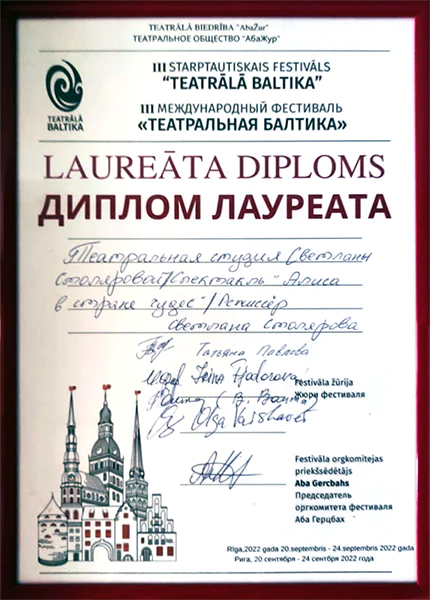 TEATRĀLĀ BIEDRĪBA "AbaŽur"
ТЕАТРАЛЬНОЕ ОБЩЕСТВО "АбаЖур"
TEATRĀLĀ
BALTIKA
III STARPTAUTISKAIS FESTIVĀLS
"TEATRĀLĀ BALTIKA"
III МЕЖДУНАРОДНЫЙ ФЕСТИВАЛЬ
«ТЕАТРАЛЬНАЯ БАЛТИКА»
LAUREĀTA DIPLOMS
ДИПЛОМ ЛАУРЕАТА
Театральная студия Светланы
Столяровой/Спектакль "Алиса
в стране чудес"/Режиссёр
Светлана Столярова
Татьяна Павлова
Irina
Olga
Festivāla žūrija
Жюри фестиваля
Festivāla orgkomitejas
priekšsēdētājs
Aba Gercbahs
Председатель
оргкомитета фестиваля
Аба Герцбах
Rīga,2022 gada 20.septembris - 24.septembris 2022 gada
Рига, 20 сентября - 24 сентября 2022 года